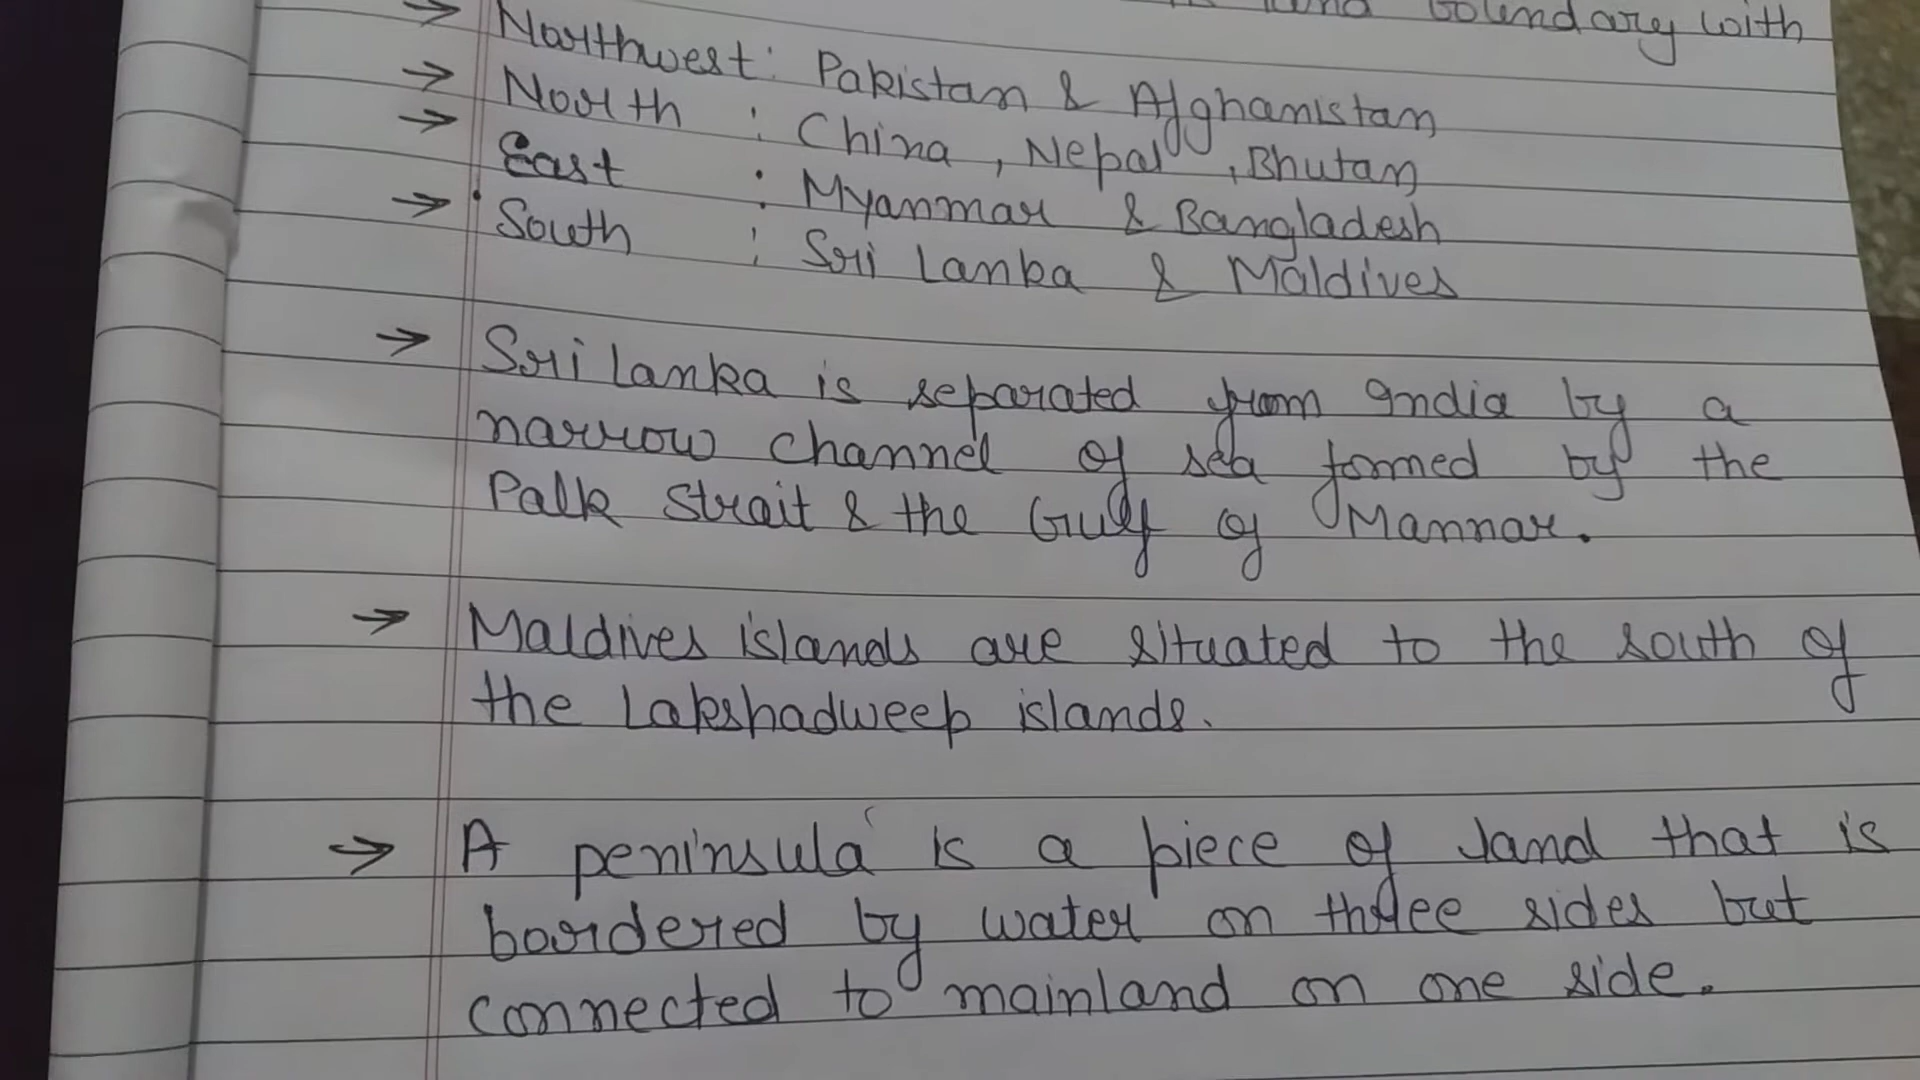 land boundary with
→ Northwest: Pakistan & Afghanistan
→ North : China, Nepal, Bhutan
→ East : Myanmar & Bangladesh
→ South : Sri Lanka & Maldives
→ Sri Lanka is separated from India by a
narrow channel of sea formed by the
Palk Strait & the Gulf of Mannar.
→ Maldives islands are situated to the south of
the Lakshadweep islands.
→ A peninsula is a piece of land that is
bordered by water on three sides but
connected to mainland on one side.